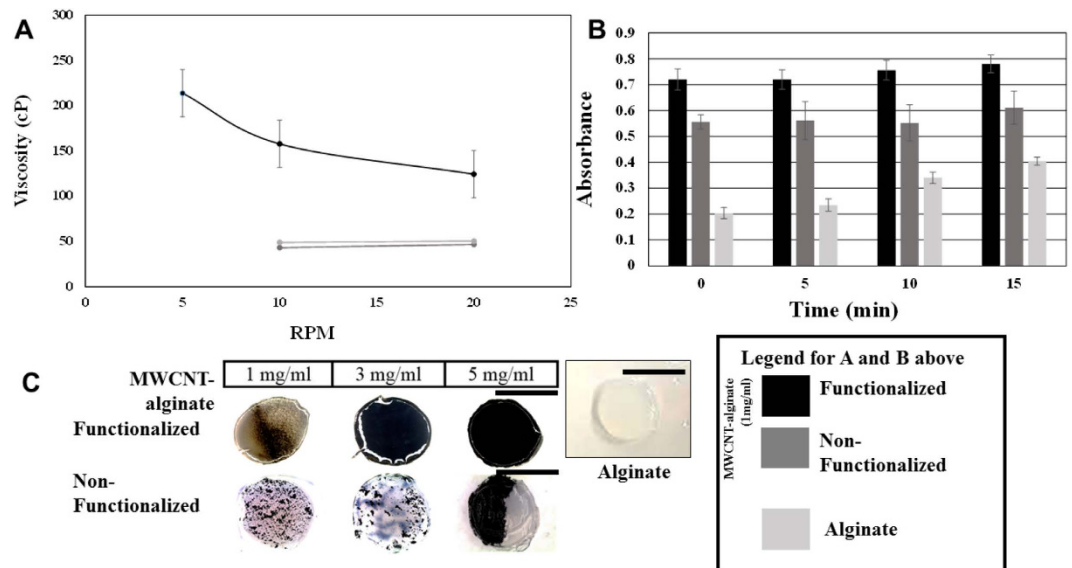 A
Viscosity (cP)
300
250
200
150
100
50
0
0 5 10 15 20 25
RPM
B
Absorbance
0.9
0.8
0.7
0.6
0.5
0.4
0.3
0.2
0.1
0
0 5 10 15
Time (min)
C
MWCNT-
alginate
1 mg/ml 3 mg/ml 5 mg/ml
Functionalized
Non-
Functionalized
Alginate
Legend for A and B above
MWCNT-alginate
(1mg/ml)
Functionalized
Non-
Functionalized
Alginate